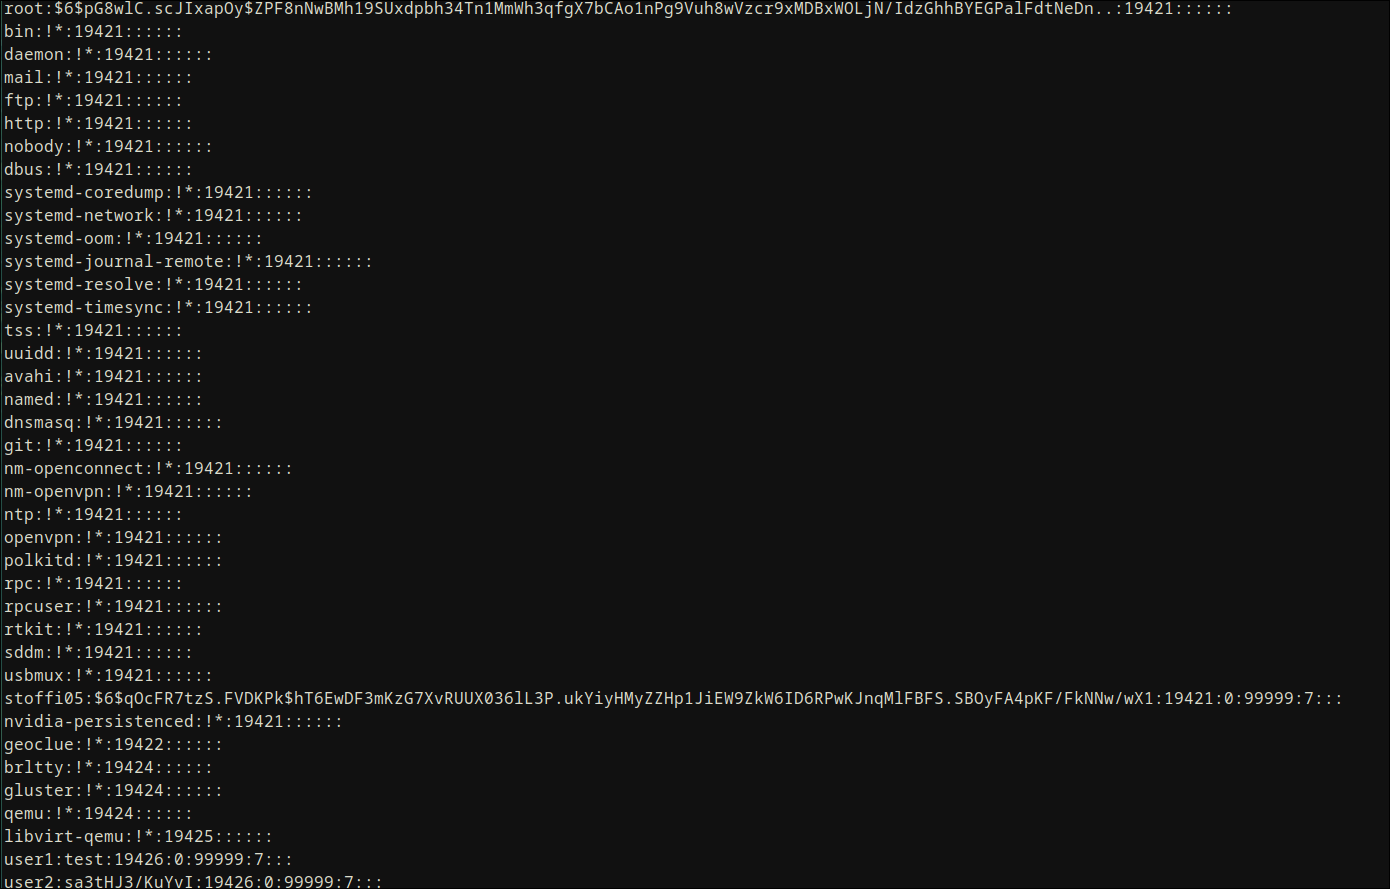 root:$6$pG8wlC.scJIxapOy$ZPF8nNwBMh19SUxdpbh34Tn1MmWh3qfgX7bCAo1nPg9Vuh8wVzcr9xMDBxWOLjN/IdzGhhBYEGPalFdtNeDn..:19421::::::
bin:!*:19421::::::
daemon:!*:19421::::::
mail:!*:19421::::::
ftp:!*:19421::::::
http:!*:19421::::::
nobody:!*:19421::::::
dbus:!*:19421::::::
systemd-coredump:!*:19421::::::
systemd-network:!*:19421::::::
systemd-oom:!*:19421::::::
systemd-journal-remote:!*:19421::::::
systemd-resolve:!*:19421::::::
systemd-timesync:!*:19421::::::
tss:!*:19421::::::
uuidd:!*:19421::::::
avahi:!*:19421::::::
named:!*:19421::::::
dnsmasq:!*:19421::::::
git:!*:19421::::::
nm-openconnect:!*:19421::::::
nm-openvpn:!*:19421::::::
ntp:!*:19421::::::
openvpn:!*:19421::::::
polkitd:!*:19421::::::
rpc:!*:19421::::::
rpcuser:!*:19421::::::
rtkit:!*:19421::::::
sddm:!*:19421::::::
usbmux:!*:19421::::::
stoffi05:$6$qOcFR7tzS.FVDKPk$hT6EwDF3mKzG7XvRUUX036lL3P.ukYiyHMyZZHp1JiEW9ZkW6ID6RPwKJnqMlFBFS.SBOyFA4pKF/FkNNw/wX1:19421:0:99999:7:::
nvidia-persistenced:!*:19421::::::
geoclue:!*:19422::::::
brltty:!*:19424::::::
gluster:!*:19424::::::
qemu:!*:19424::::::
libvirt-qemu:!*:19425::::::
user1:test:19426:0:99999:7:::
user2:sa3tHJ3/KuYvI:19426:0:99999:7:::